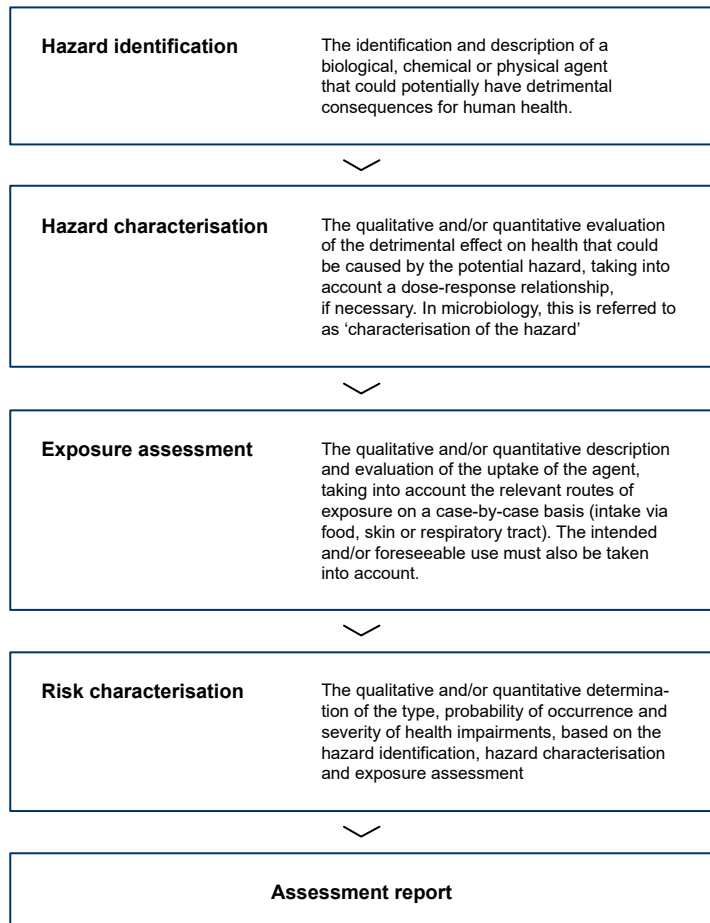 Hazard identification
The identification and description of a
biological, chemical or physical agent
that could potentially have detrimental
consequences for human health.
Hazard characterisation
The qualitative and/or quantitative evaluation
of the detrimental effect on health that could
be caused by the potential hazard, taking into
account a dose-response relationship,
if necessary. In microbiology, this is referred to
as ‘characterisation of the hazard’
Exposure assessment
The qualitative and/or quantitative description
and evaluation of the uptake of the agent,
taking into account the relevant routes of
exposure on a case-by-case basis (intake via
food, skin or respiratory tract). The intended
and/or foreseeable use must also be taken
into account.
Risk characterisation
The qualitative and/or quantitative determina-
tion of the type, probability of occurrence and
severity of health impairments, based on the
hazard identification, hazard characterisation
and exposure assessment
Assessment report